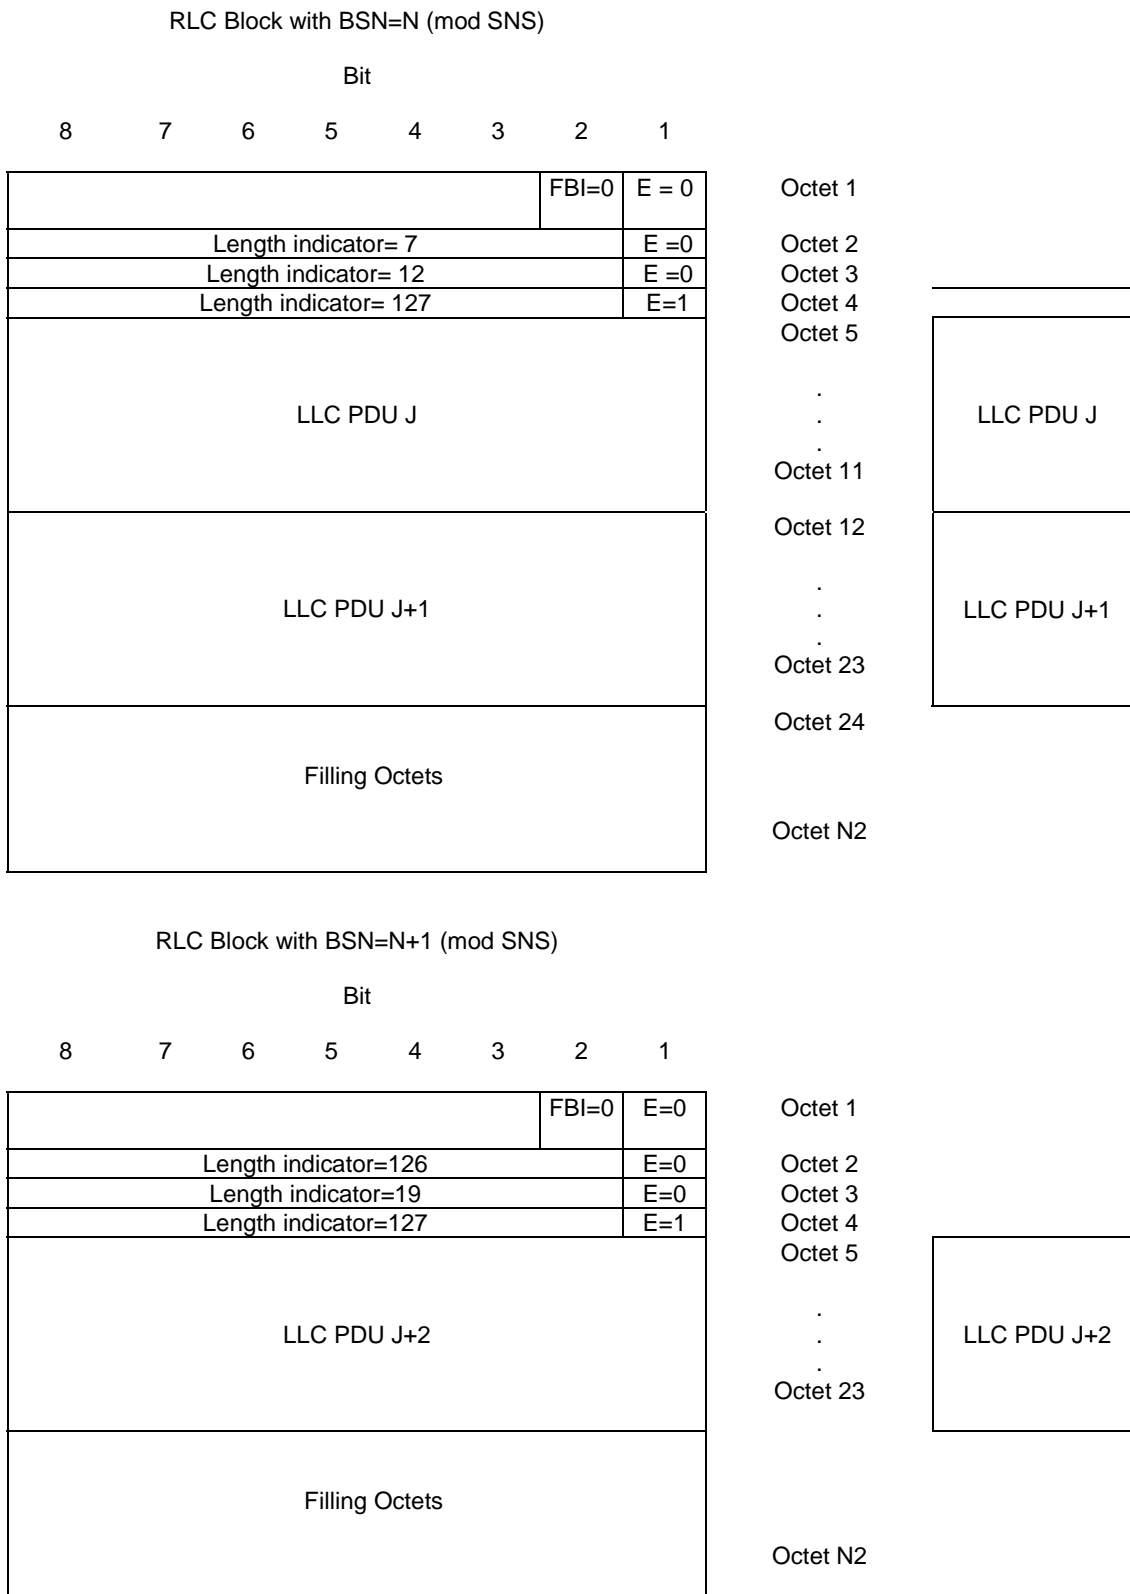 RLC Block with BSN=N (mod SNS)
Bit
8 7 6 5 4 3 2 1
FBI=0 E = 0 Octet 1
Length indicator= 7 E =0 Octet 2
Length indicator= 12 E =0 Octet 3
Length indicator= 127 E=1 Octet 4
Octet 5
.
LLC PDU J . LLC PDU J
.
Octet 11
Octet 12
.
LLC PDU J+1 . LLC PDU J+1
.
Octet 23
Octet 24
Filling Octets
Octet N2
RLC Block with BSN=N+1 (mod SNS)
Bit
8 7 6 5 4 3 2 1
FBI=0 E=0 Octet 1
Length indicator=126 E=0 Octet 2
Length indicator=19 E=0 Octet 3
Length indicator=127 E=1 Octet 4
Octet 5
.
LLC PDU J+2 . LLC PDU J+2
.
Octet 23
Filling Octets
Octet N2